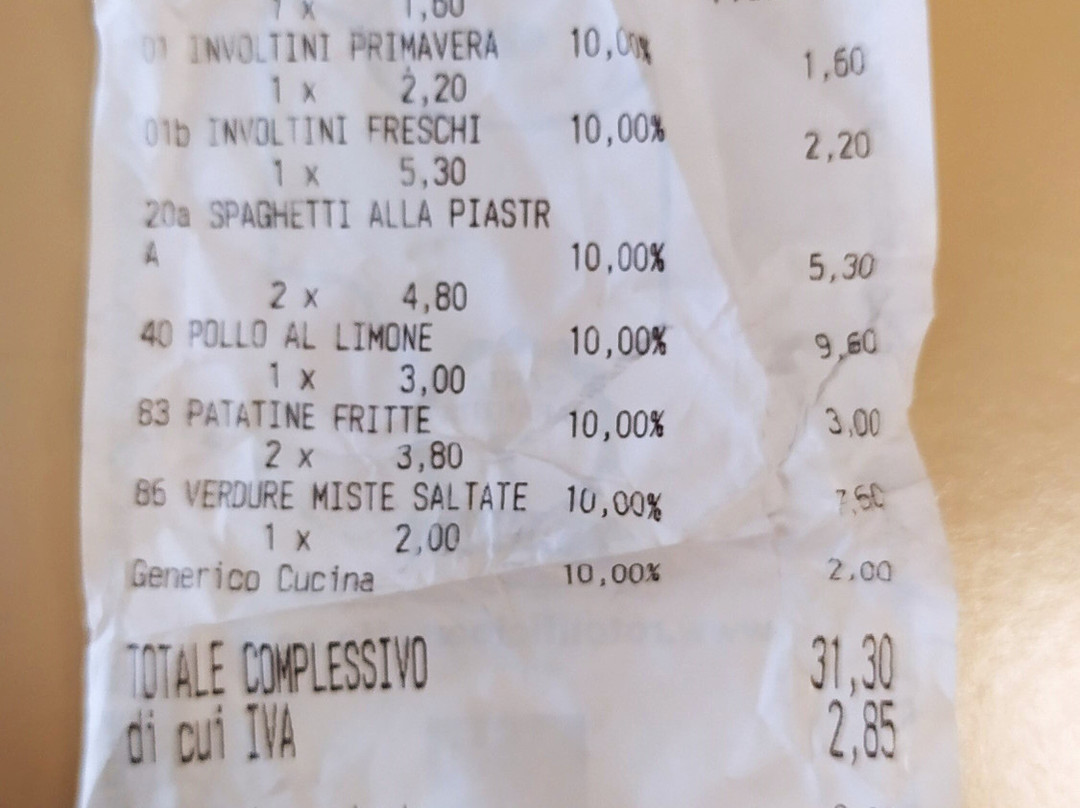 1 x 1,60
01 INVOLTINI PRIMAVERA 10,00% 1,60
1 x 2,20
01b INVOLTINI FRESCHI 10,00% 2,20
1 x 5,30
20a SPAGHETTI ALLA PIASTR
A 10,00% 5,30
2 x 4,80
40 POLLO AL LIMONE 10,00% 9,60
1 x 3,00
83 PATATINE FRITTE 10,00% 3,00
2 x 3,80
86 VERDURE MISTE SALTATE 10,00% 7,60
1 x 2,00
Generico Cucina 10,00% 2,00
TOTALE COMPLESSIVO 31,30
di cui IVA 2,85